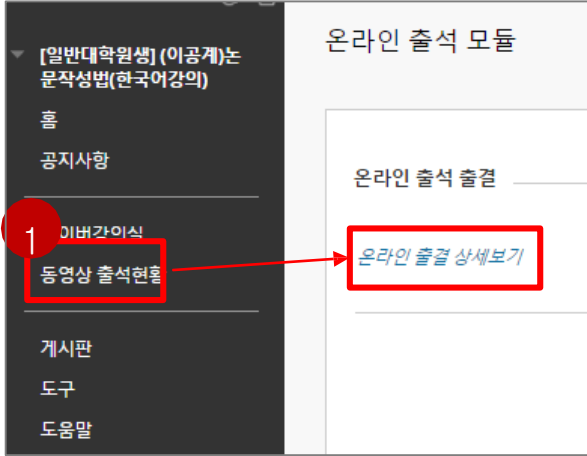 [일반대학원생] (이공계)논
문작성법(한국어강의)
홈
공지사항
1
동영상 출석현황
게시판
도구
도움말
온라인 출석 모듈
온라인 출석 출결
온라인 출결 상세보기